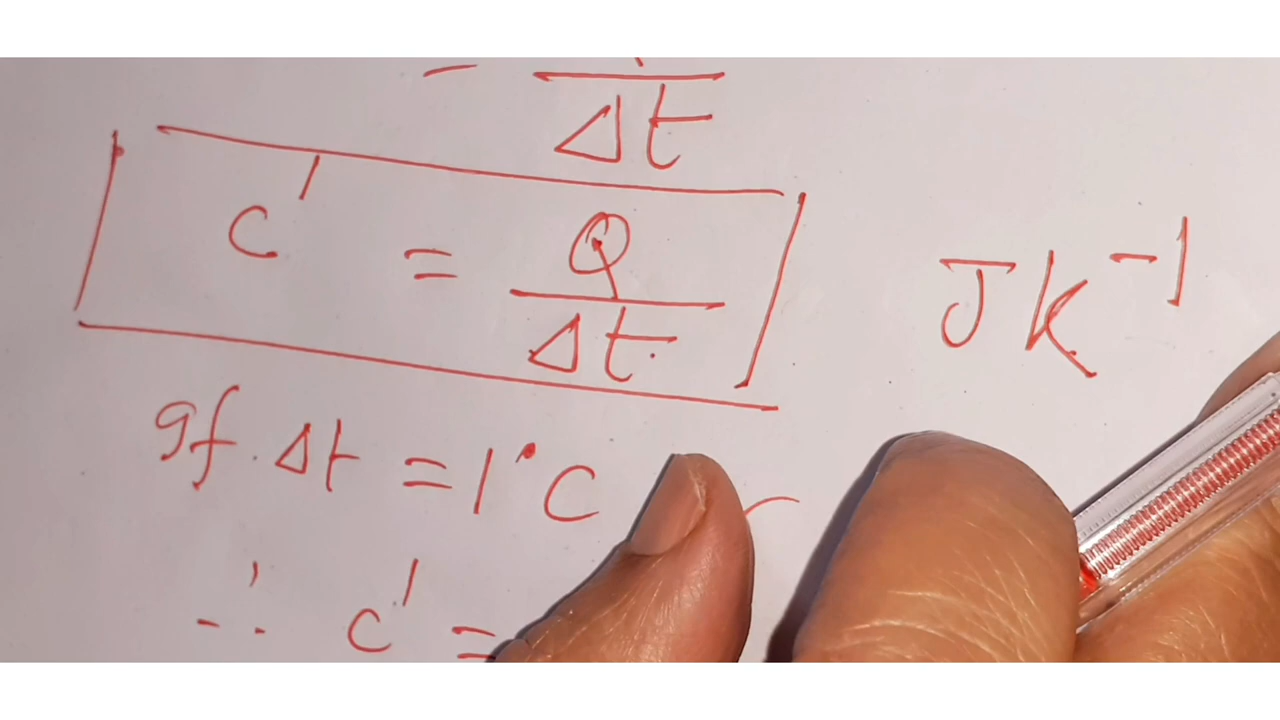 = ——
Δt
c' = Q/Δt JK⁻¹
If Δt = 1°C
∴ c' =